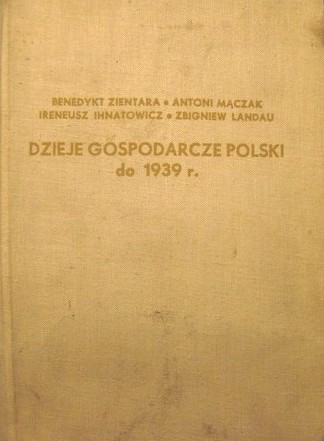 BENEDYKT ZIENTARA • ANTONI MĄCZAK
IRENEUSZ IHNATOWICZ • ZBIGNIEW LANDAU
DZIEJE GOSPODARCZE POLSKI
do 1939 r.